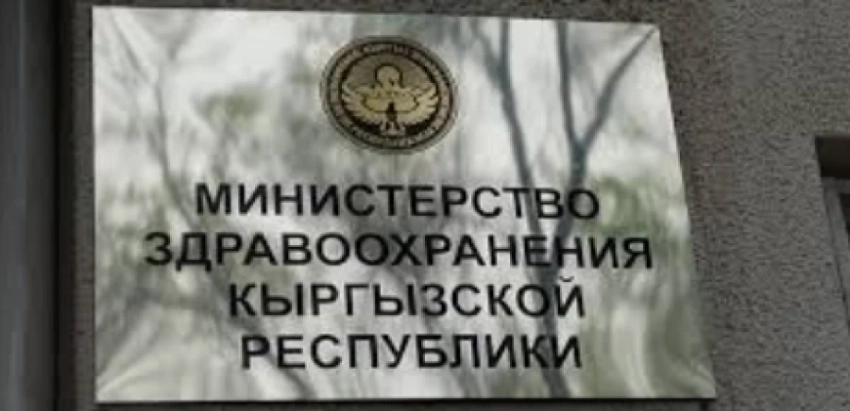 МИНИСТЕРСТВО
ЗДРАВООХРАНЕНИЯ
КЫРГЫЗСКОЙ
РЕСПУБЛИКИ